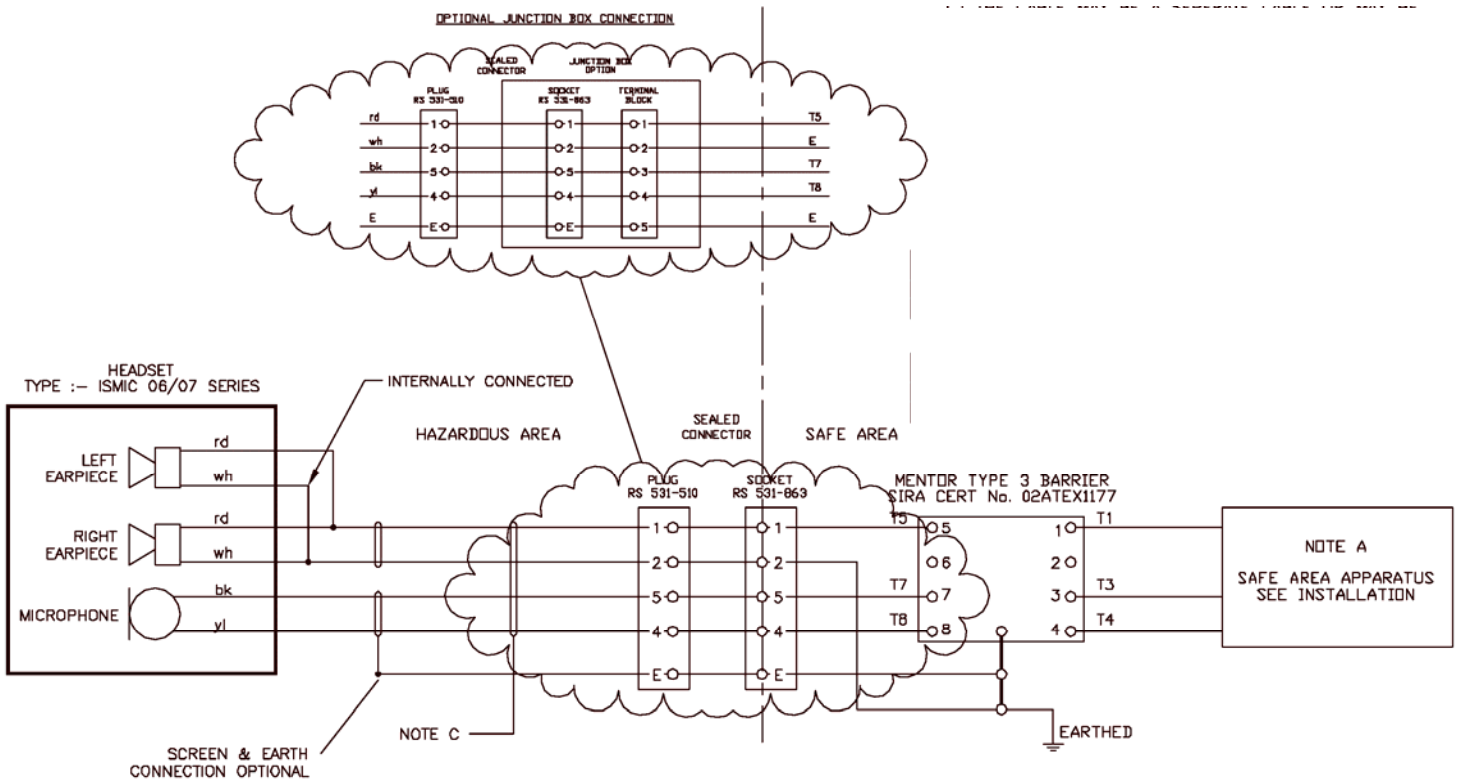 OPTIONAL JUNCTION BOX CONNECTION
SEALED
CONNECTOR
JUNCTION BOX
OPTION
PLUG
RS 531-510
SOCKET
RS 531-863
TERMINAL
BLOCK
rd 1 1 1 T5
wh 2 2 2 E
bk 5 5 3 T7
yl 4 4 4 T8
E E E 5 E
HEADSET
TYPE :- ISMIC 06/07 SERIES
INTERNALLY CONNECTED
HAZARDOUS AREA
SEALED
CONNECTOR
SAFE AREA
LEFT
EARPIECE
rd
wh
RIGHT
EARPIECE
rd
wh
MICROPHONE
bk
yl
PLUG
RS 531-510
1
2
5
4
E
SOCKET
RS 531-863
1
2
5
4
E
MENTOR TYPE 3 BARRIER
SIRA CERT No. 02ATEX1177
T5 5 1 T1
6 2
T7 7 3 T3
T8 8 4 T4
NOTE A
SAFE AREA APPARATUS
SEE INSTALLATION
NOTE C
EARTHED
SCREEN & EARTH
CONNECTION OPTIONAL